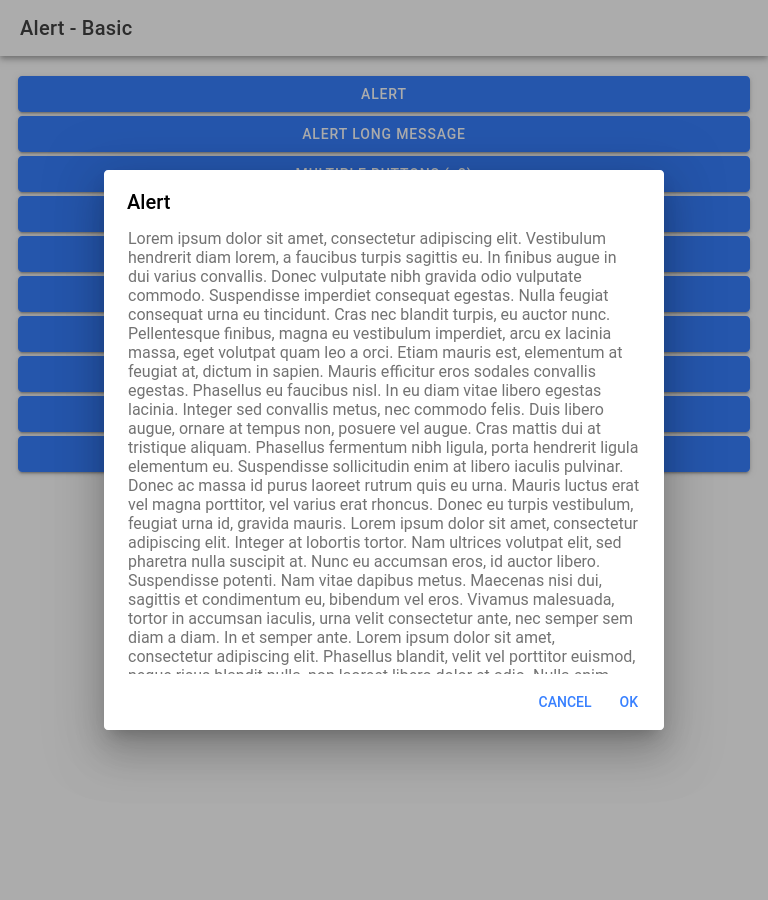 Alert - Basic
ALERT
ALERT LONG MESSAGE
Alert
Lorem ipsum dolor sit amet, consectetur adipiscing elit. Vestibulum
hendrerit diam lorem, a faucibus turpis sagittis eu. In finibus augue in
dui varius convallis. Donec vulputate nibh gravida odio vulputate
commodo. Suspendisse imperdiet consequat egestas. Nulla feugiat
consequat urna eu tincidunt. Cras nec blandit turpis, eu auctor nunc.
Pellentesque finibus, magna eu vestibulum imperdiet, arcu ex lacinia
massa, eget volutpat quam leo a orci. Etiam mauris est, elementum at
feugiat at, dictum in sapien. Mauris efficitur eros sodales convallis
egestas. Phasellus eu faucibus nisl. In eu diam vitae libero egestas
lacinia. Integer sed convallis metus, nec commodo felis. Duis libero
augue, ornare at tempus non, posuere vel augue. Cras mattis dui at
tristique aliquam. Phasellus fermentum nibh ligula, porta hendrerit ligula
elementum eu. Suspendisse sollicitudin enim at libero iaculis pulvinar.
Donec ac massa id purus laoreet rutrum quis eu urna. Mauris luctus erat
vel magna porttitor, vel varius erat rhoncus. Donec eu turpis vestibulum,
feugiat urna id, gravida mauris. Lorem ipsum dolor sit amet, consectetur
adipiscing elit. Integer at lobortis tortor. Nam ultrices volutpat elit, sed
pharetra nulla suscipit at. Nunc eu accumsan eros, id auctor libero.
Suspendisse potenti. Nam vitae dapibus metus. Maecenas nisi dui,
sagittis et condimentum eu, bibendum vel eros. Vivamus malesuada,
tortor in accumsan iaculis, urna velit consectetur ante, nec semper sem
diam a diam. In et semper ante. Lorem ipsum dolor sit amet,
consectetur adipiscing elit. Phasellus blandit, velit vel porttitor euismod,
CANCEL OK